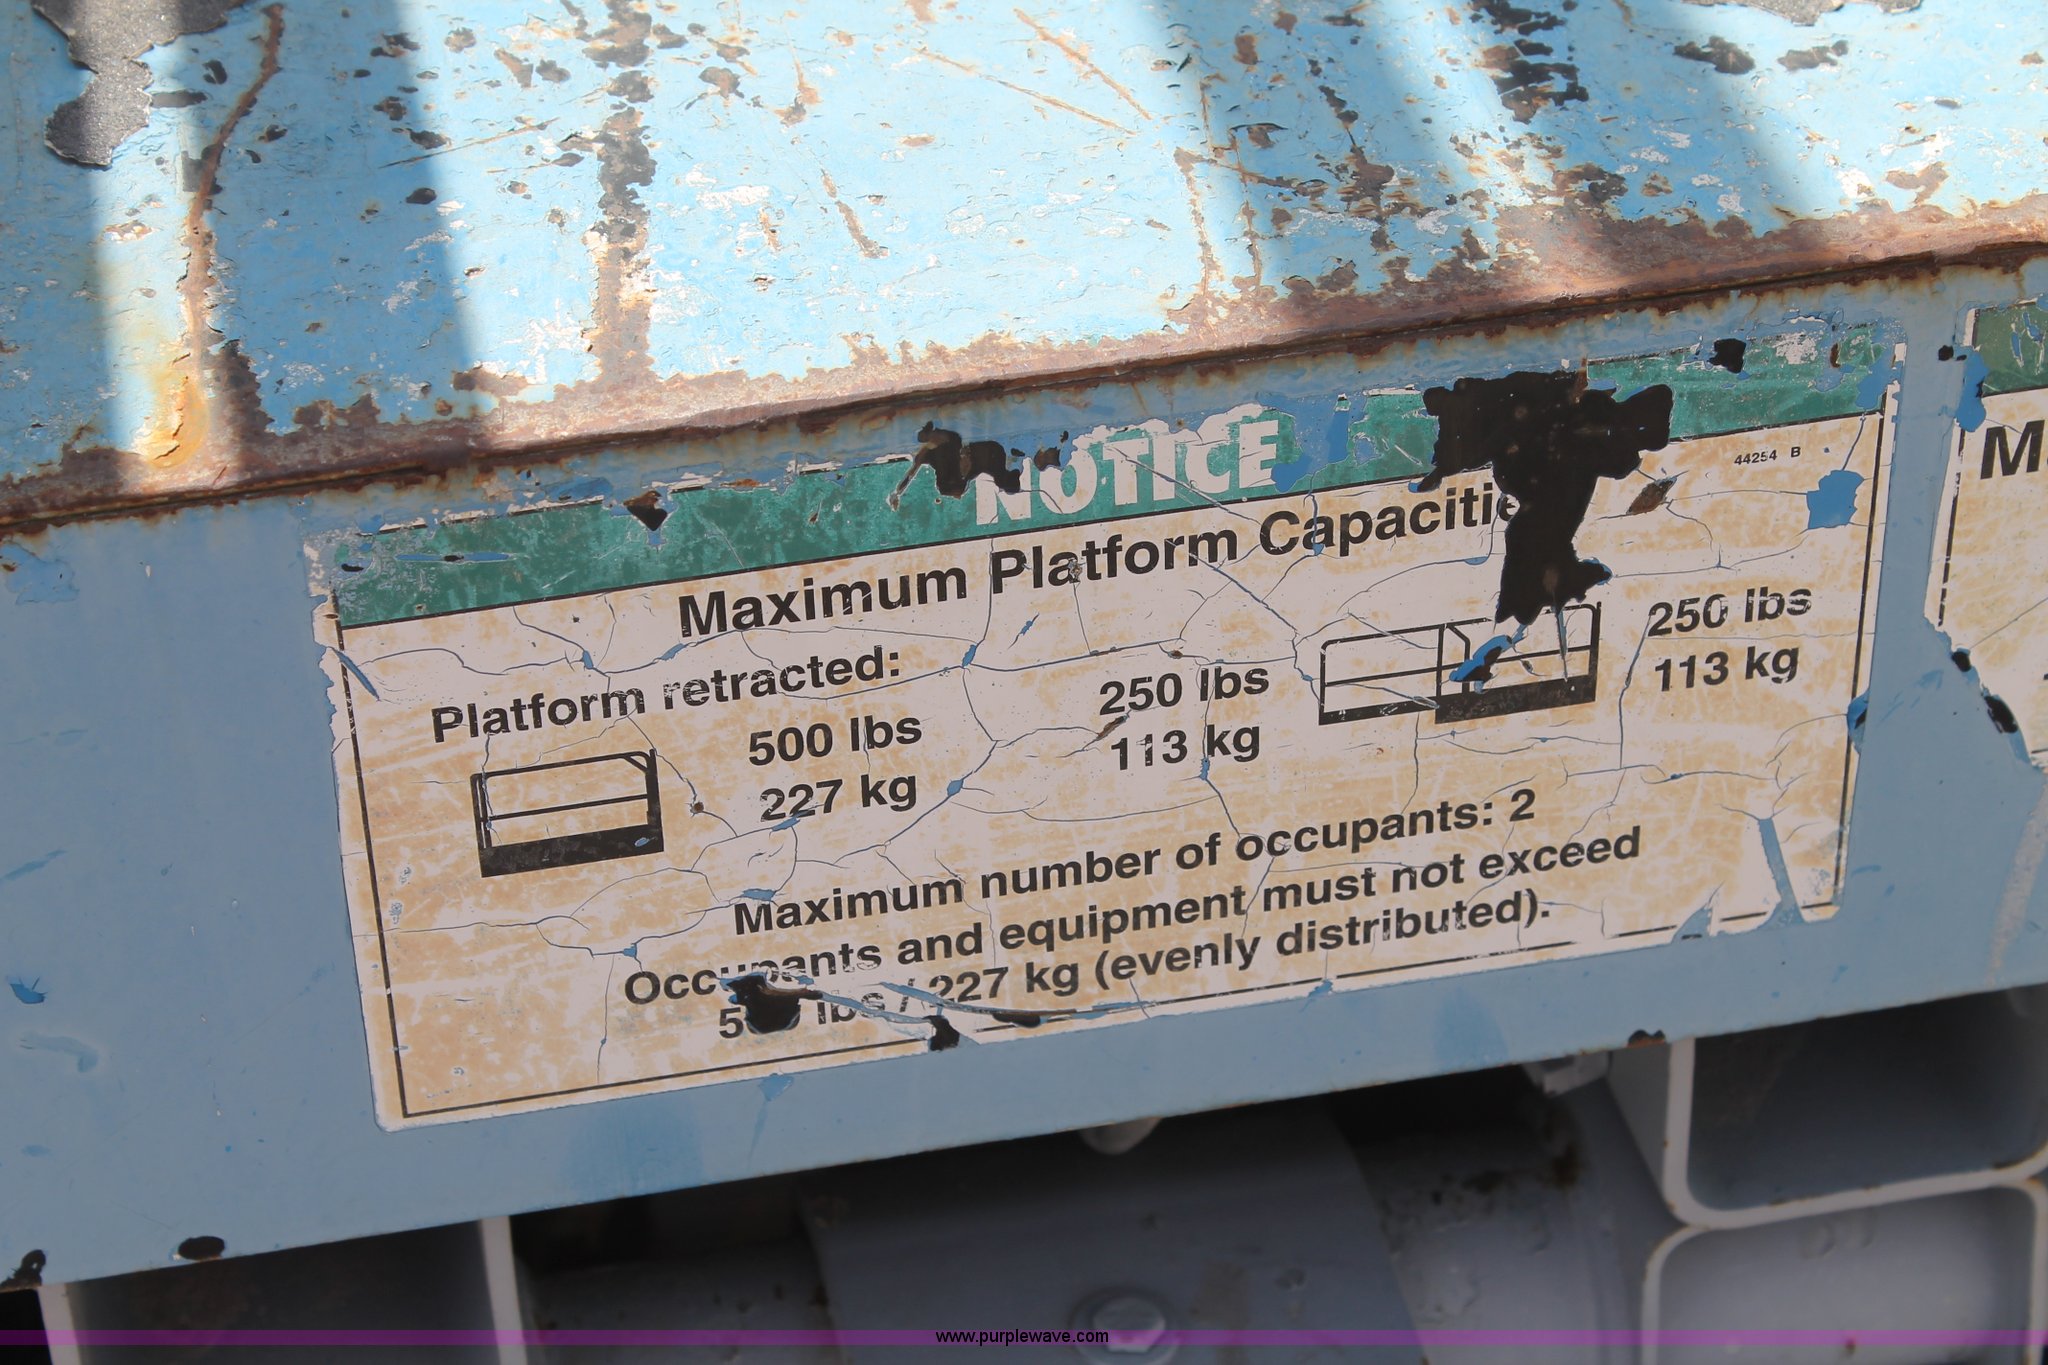 NOTICE
44254 B
Maximum Platform Capacitie
Platform retracted:
500 lbs
227 kg
250 lbs
113 kg
250 lbs
113 kg
Maximum number of occupants: 2
Occupants and equipment must not exceed
lbs / 227 kg (evenly distributed).
M
www.purplewave.com